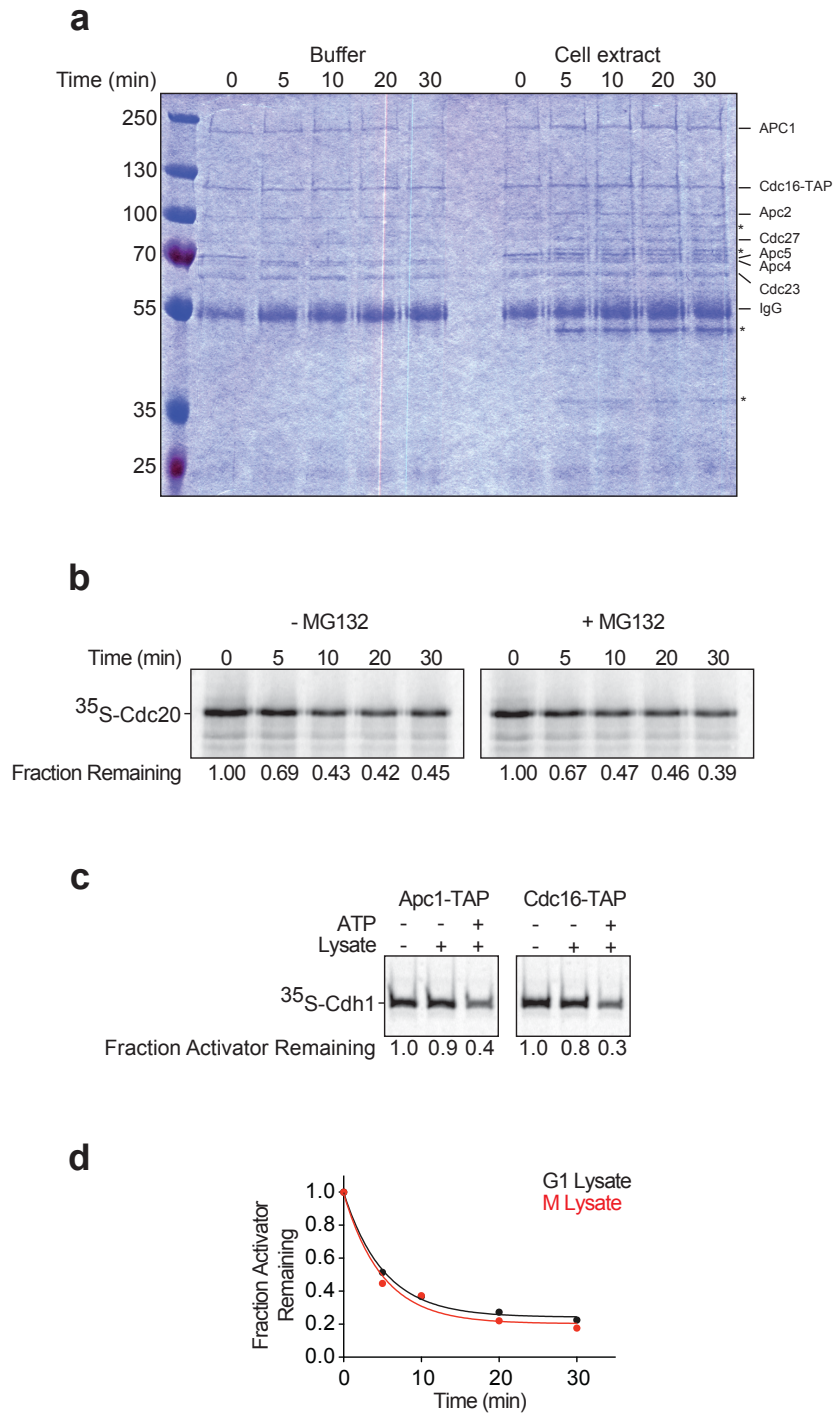 a
Buffer Cell extract
Time (min) 0 5 10 20 30 0 5 10 20 30
250
APC1
130
Cdc16-TAP
100
Apc2
*
Cdc27
70
*
Apc5
Apc4
Cdc23
55
IgG
*
35
*
25
b
- MG132 + MG132
Time (min) 0 5 10 20 30 0 5 10 20 30
35S-Cdc20
Fraction Remaining 1.00 0.69 0.43 0.42 0.45 1.00 0.67 0.47 0.46 0.39
c
Apc1-TAP Cdc16-TAP
ATP - - + - - +
Lysate - + + - + +
35S-Cdh1
Fraction Activator Remaining 1.0 0.9 0.4 1.0 0.8 0.3
d
G1 Lysate
M Lysate
Fraction Activator
Remaining
1.0
0.8
0.6
0.4
0.2
0.0
0 10 20 30
Time (min)